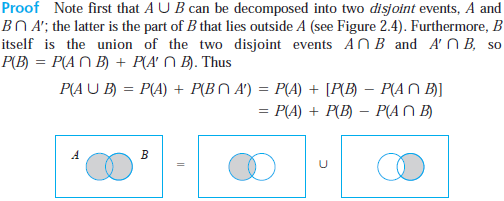 Proof Note first that A ∪ B can be decomposed into two disjoint events, A and
B ∩ A′; the latter is the part of B that lies outside A (see Figure 2.4). Furthermore, B
itself is the union of the two disjoint events A ∩ B and A′ ∩ B, so
P(B) = P(A ∩ B) + P(A′ ∩ B). Thus
P(A ∪ B) = P(A) + P(B ∩ A′) = P(A) + [P(B) − P(A ∩ B)]
= P(A) + P(B) − P(A ∩ B)
A B = ∪